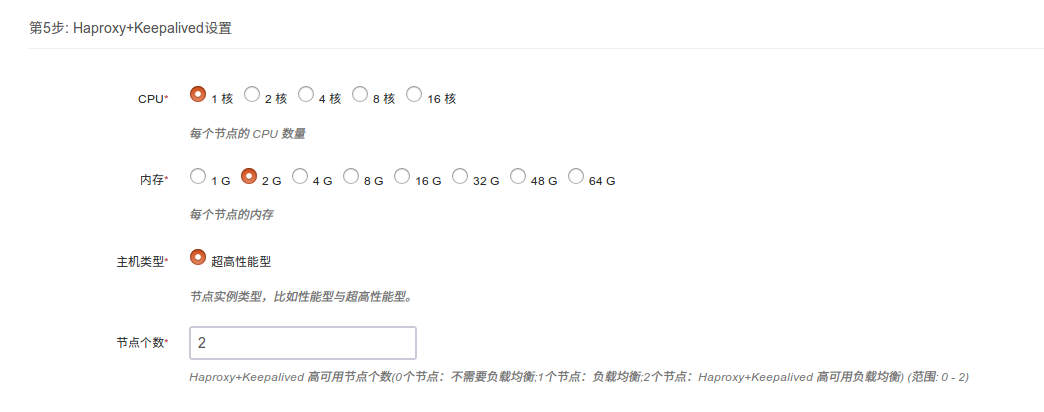 第5步: Haproxy+Keepalived设置
CPU* 1 核 2 核 4 核 8 核 16 核
每个节点的 CPU 数量
内存* 1 G 2 G 4 G 8 G 16 G 32 G 48 G 64 G
每个节点的内存
主机类型* 超高性能型
节点实例类型，比如性能型与超高性能型。
节点个数* 2
Haproxy+Keepalived 高可用节点个数(0个节点：不需要负载均衡;1个节点：负载均衡;2个节点：Haproxy+Keepalived 高可用负载均衡) (范围: 0 - 2)